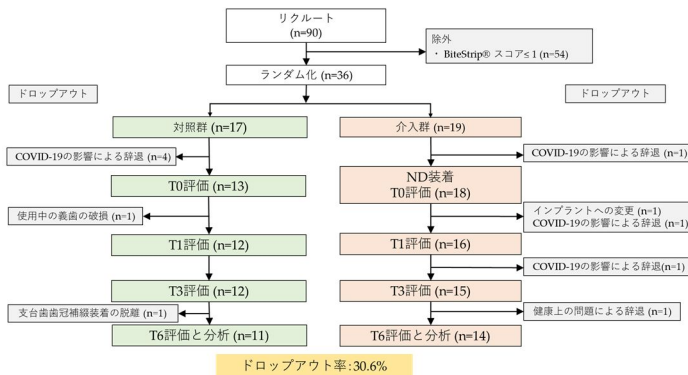 リクルート
(n=90)
除外
・ BiteStrip® スコア≤ 1 (n=54)
ランダム化 (n=36)
ドロップアウト
ドロップアウト
対照群 (n=17)
介入群 (n=19)
COVID-19の影響による辞退 (n=4)
COVID-19の影響による辞退 (n=1)
T0評価 (n=13)
ND装着
T0評価 (n=18)
使用中の義歯の破損 (n=1)
インプラントへの変更 (n=1)
COVID-19の影響による辞退 (n=1)
T1評価 (n=12)
T1評価 (n=16)
COVID-19の影響による辞退(n=1)
T3評価 (n=12)
T3評価 (n=15)
支台歯歯冠補綴装着の脱離 (n=1)
健康上の問題による辞退 (n=1)
T6評価と分析 (n=11)
T6評価と分析 (n=14)
ドロップアウト率:30.6%